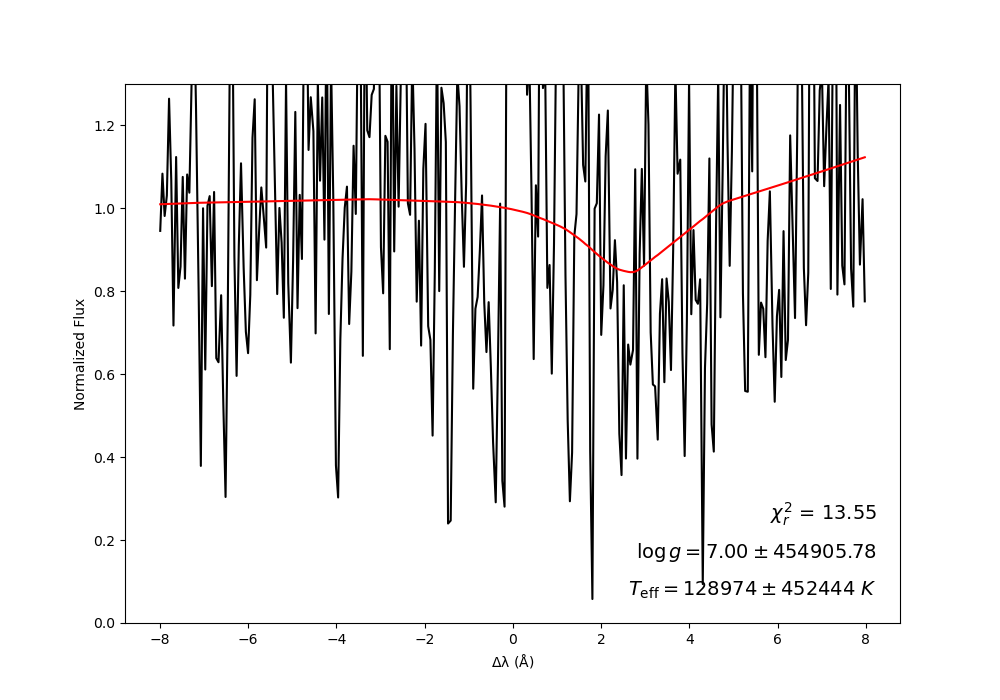 1.2
1.0
0.8
0.6
0.4
0.2
0.0
Normalized Flux
χ²ᵣ = 13.55
log g = 7.00 ± 454905.78
T_eff = 128974 ± 452444 K
−8 −6 −4 −2 0 2 4 6 8
Δλ (Å)